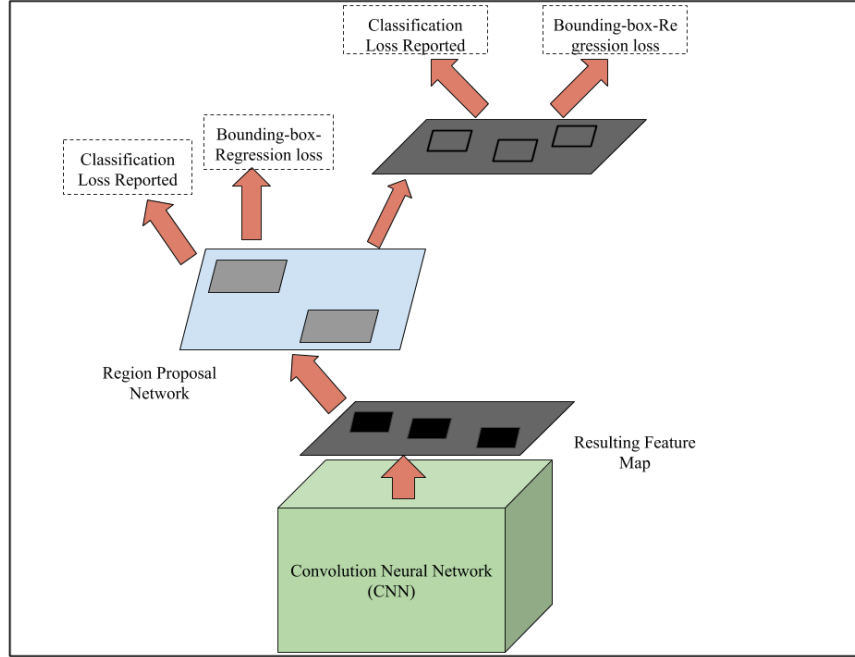 Classification
Loss Reported
Bounding-box-Re
gression loss
Classification
Loss Reported
Bounding-box-
Regression loss
Region Proposal
Network
Resulting Feature
Map
Convolution Neural Network
(CNN)